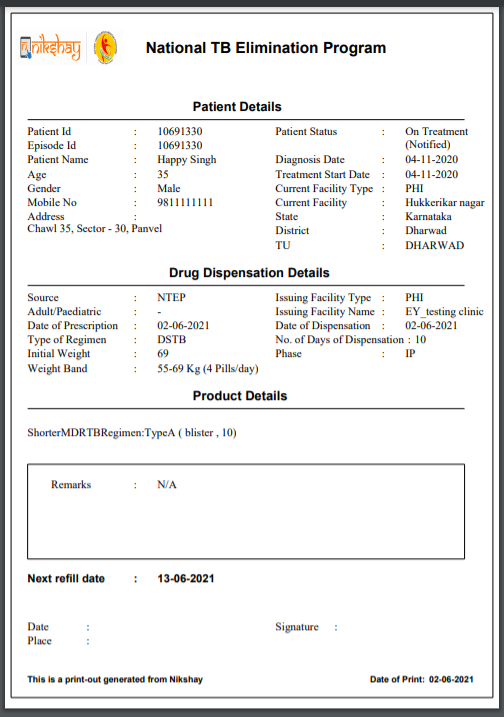 निkshay
National TB Elimination Program
Patient Details
Patient Id : 10691330
Patient Status : On Treatment (Notified)
Episode Id : 10691330
Patient Name : Happy Singh
Diagnosis Date : 04-11-2020
Age : 35
Treatment Start Date : 04-11-2020
Gender : Male
Current Facility Type : PHI
Mobile No : 9811111111
Current Facility : Hukkerikar nagar
Address :
State : Karnataka
Chawl 35, Sector - 30, Panvel
District : Dharwad
TU : DHARWAD
Drug Dispensation Details
Source : NTEP
Issuing Facility Type : PHI
Adult/Paediatric : -
Issuing Facility Name : EY_testing clinic
Date of Prescription : 02-06-2021
Date of Dispensation : 02-06-2021
Type of Regimen : DSTB
No. of Days of Dispensation : 10
Initial Weight : 69
Phase : IP
Weight Band : 55-69 Kg (4 Pills/day)
Product Details
ShorterMDRTBRegimen:TypeA ( blister , 10)
Remarks : N/A
Next refill date : 13-06-2021
Date :
Signature :
Place :
This is a print-out generated from Nikshay
Date of Print: 02-06-2021